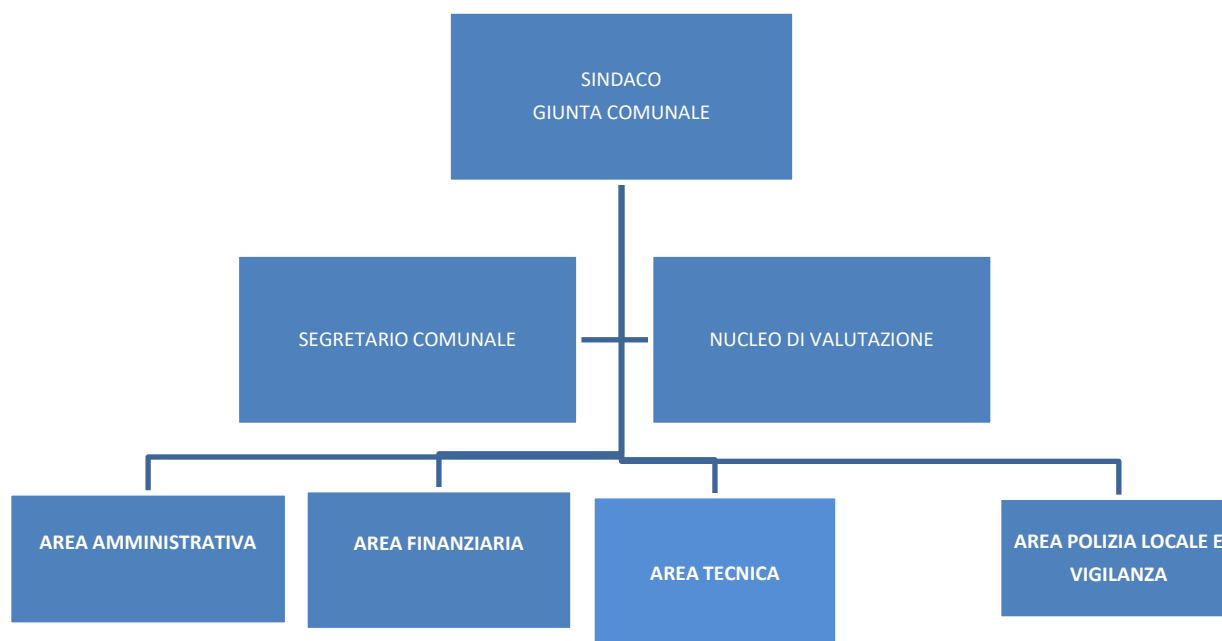 SINDACO
GIUNTA COMUNALE
SEGRETARIO COMUNALE
NUCLEO DI VALUTAZIONE
AREA AMMINISTRATIVA
AREA FINANZIARIA
AREA TECNICA
AREA POLIZIA LOCALE E
VIGILANZA